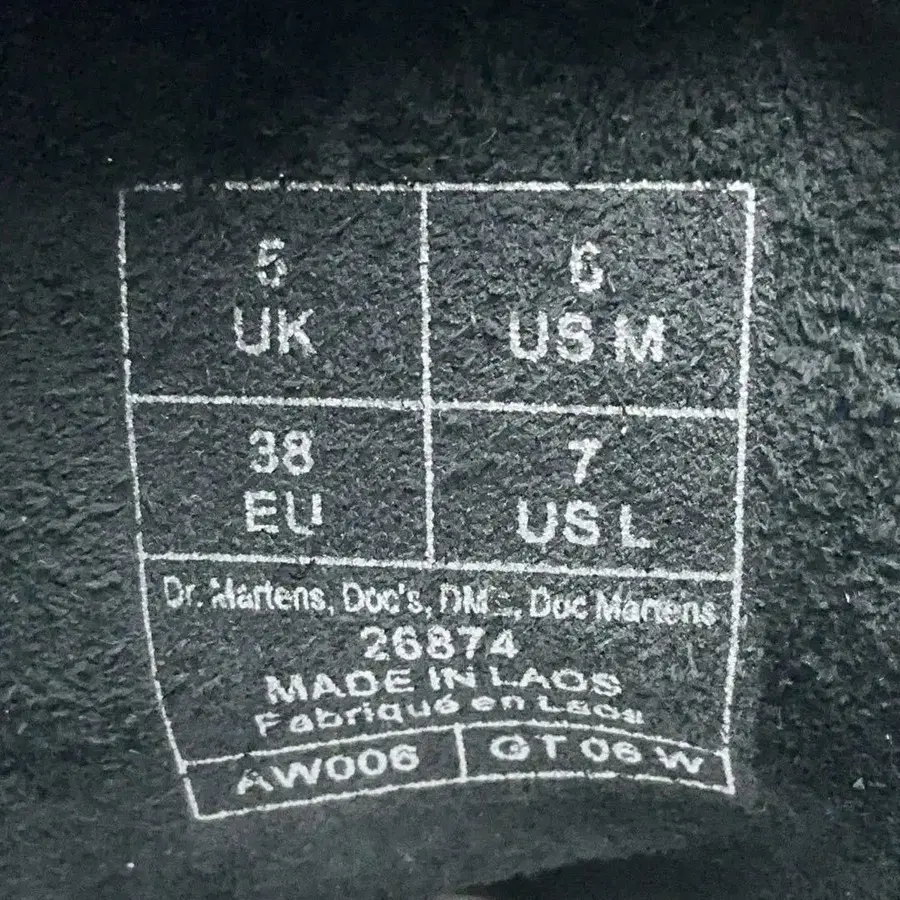 5
UK
6
US M
38
EU
7
US L
Dr. Martens, Doc's, DM's, Doc Martens
26874
MADE IN LAOS
Fabriqué en Laos
AW006
GT 06 W